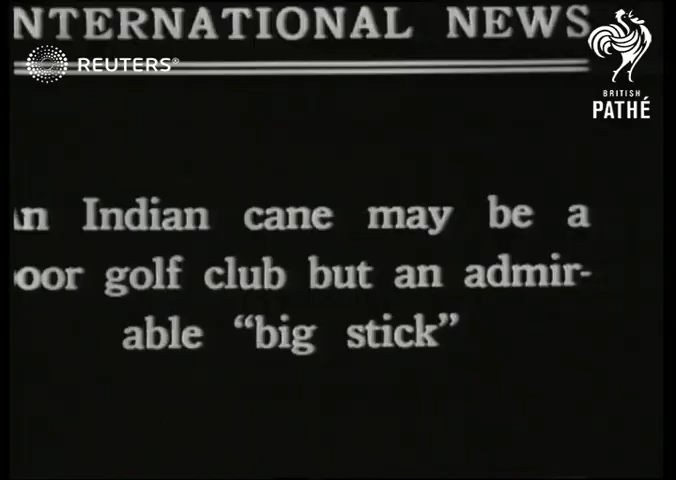 NTERNATIONAL NEWS
REUTERS
BRITISH
PATHÉ
n Indian cane may be a
oor golf club but an admir-
able “big stick”